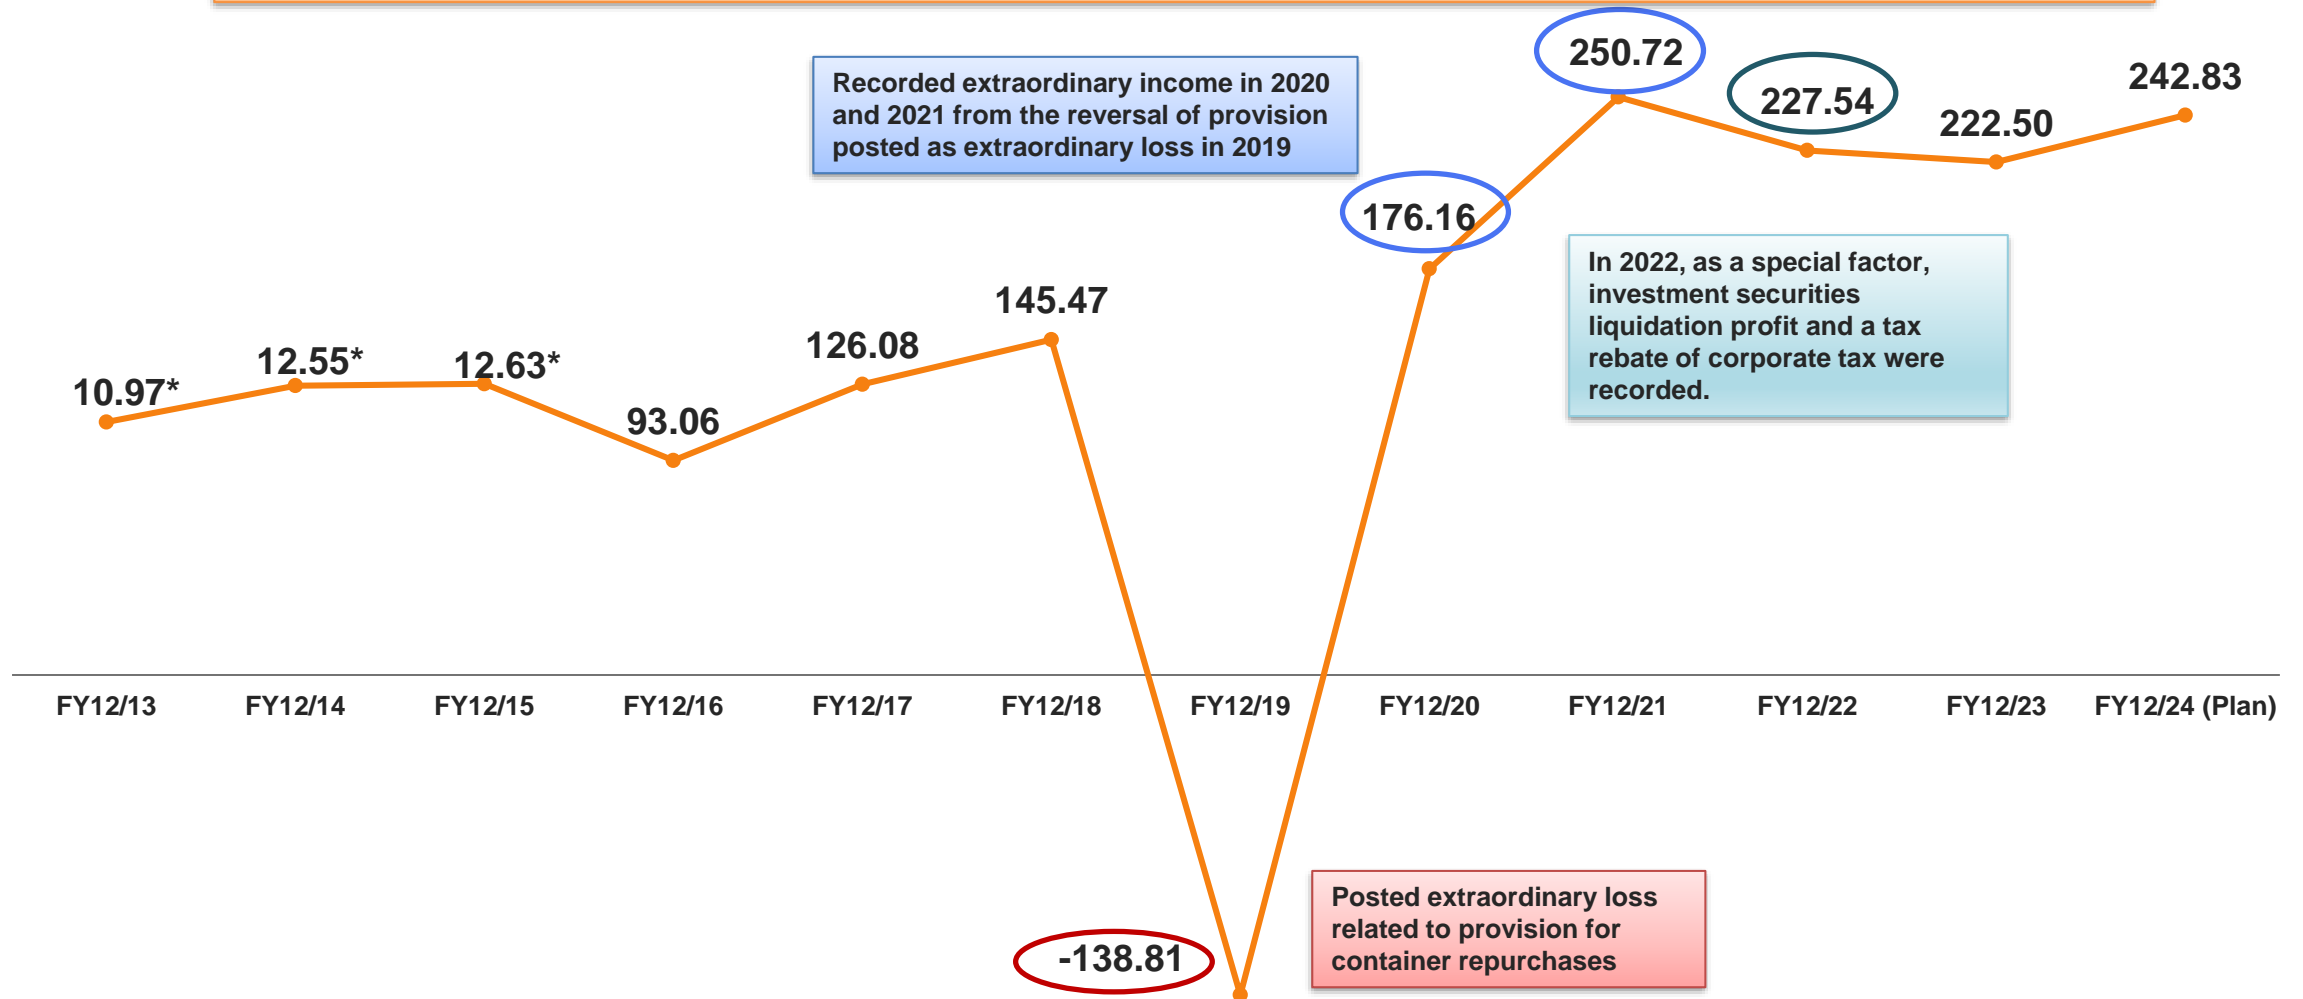 250.72
242.83
Recorded extraordinary income in 2020
and 2021 from the reversal of provision
posted as extraordinary loss in 2019
227.54
222.50
176.16
In 2022, as a special factor,
investment securities
liquidation profit and a tax
rebate of corporate tax were
recorded.
145.47
126.08
12.55*
12.63*
10.97*
93.06
FY12/13
FY12/14
FY12/15
FY12/16
FY12/17
FY12/18
FY12/19
FY12/20
FY12/21
FY12/22
FY12/23
FY12/24 (Plan)
-138.81
Posted extraordinary loss
related to provision for
container repurchases